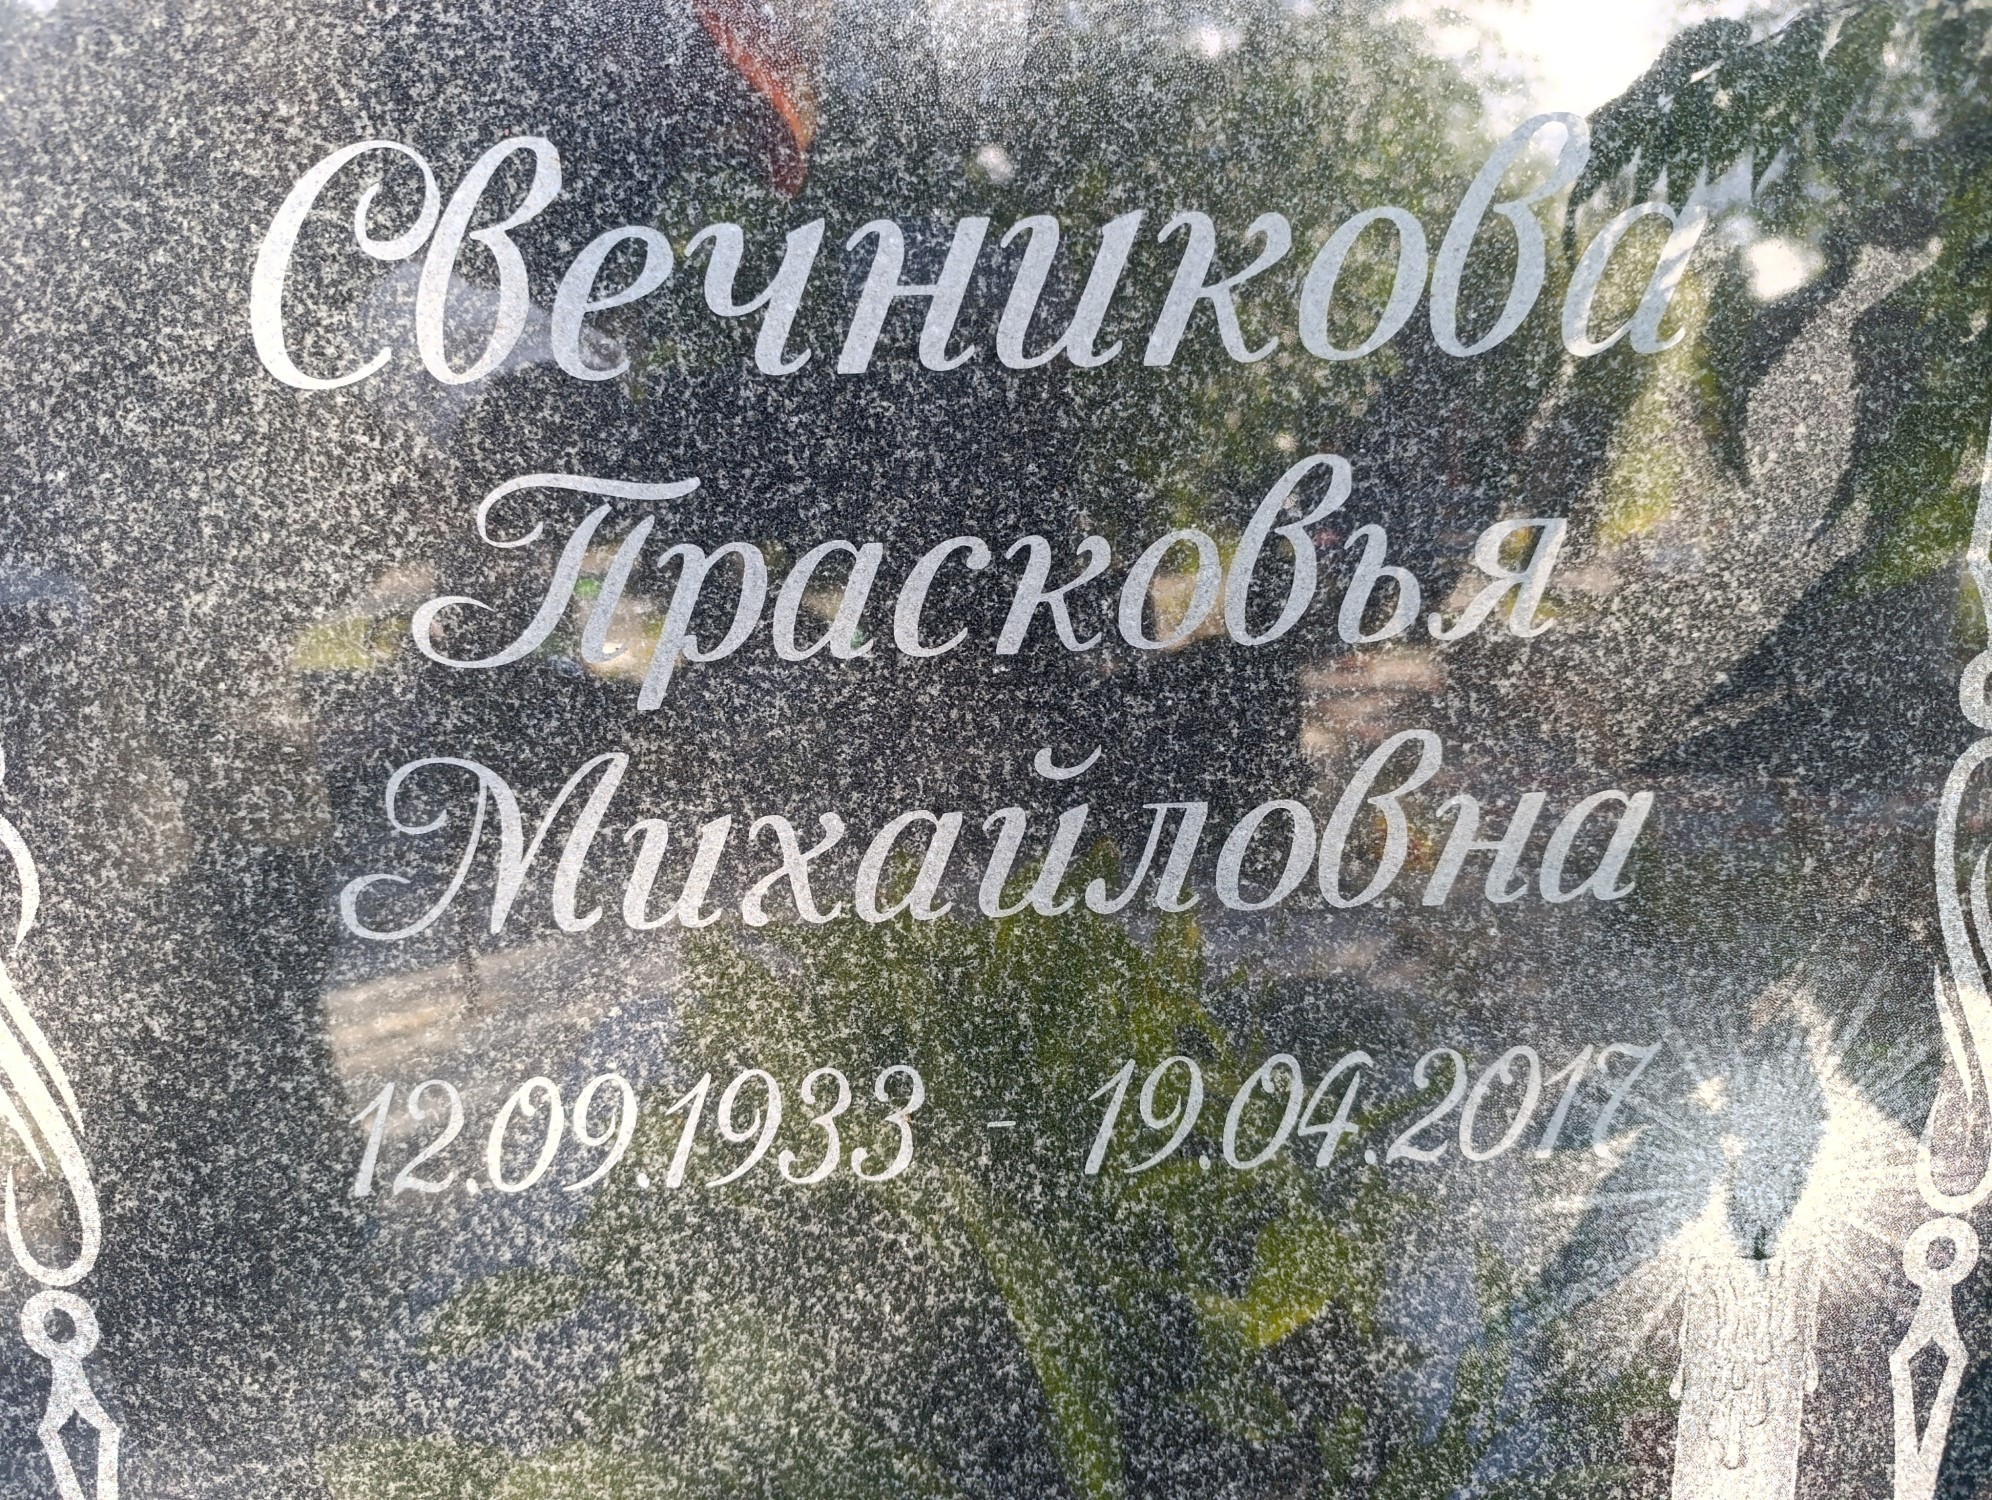 Свечникова
Прасковья
Михайловна
12.09.1933 - 19.04.2017